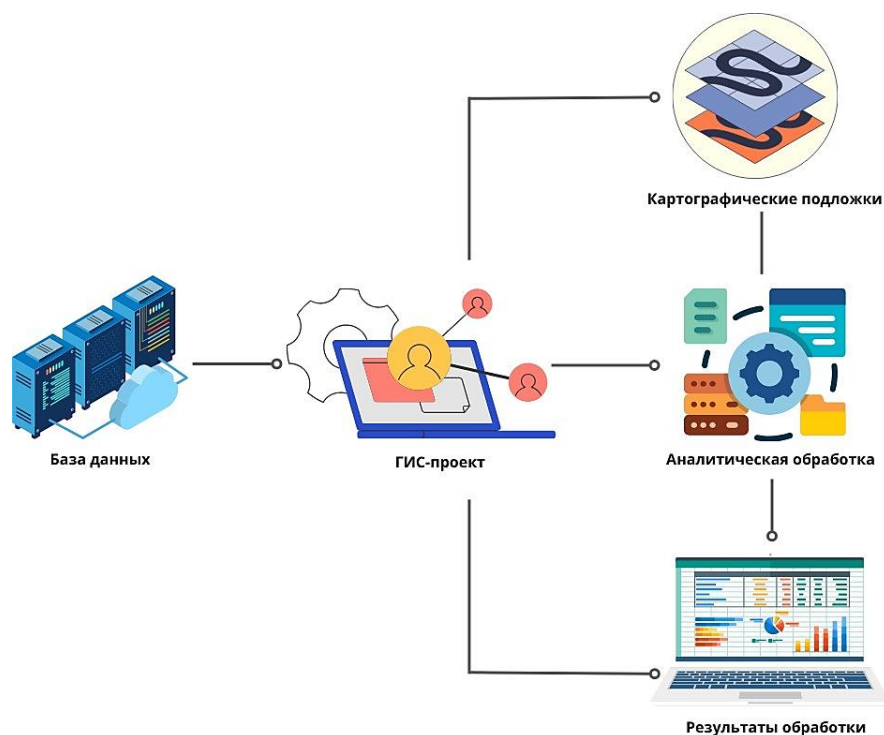 Картографические подложки
База данных
ГИС-проект
Аналитическая обработка
Результаты обработки